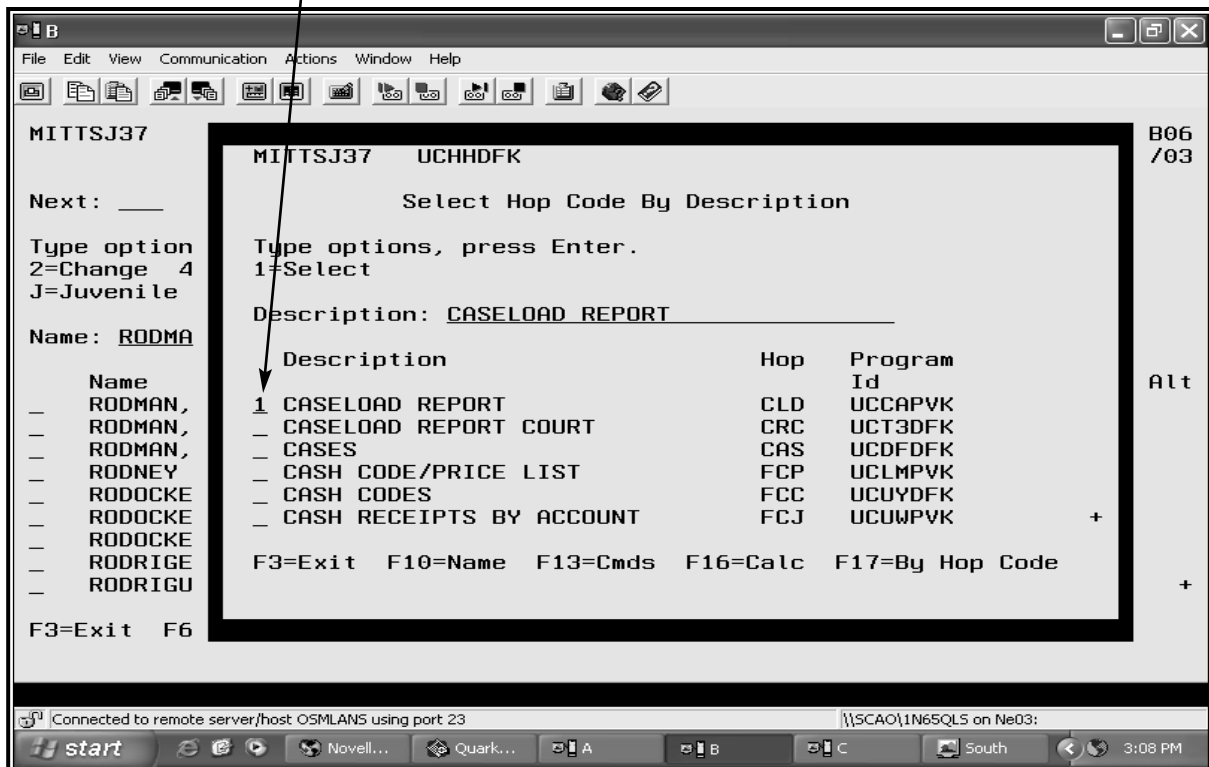 B
File Edit View Communication Actions Window Help
MITTSJ37 B06
MITTSJ37 UCHHDFK /03
Next: ___ Select Hop Code By Description
Type option Type options, press Enter.
2=Change 4 1=Select
J=Juvenile
Description: CASELOAD REPORT
Name: RODMA
Description Hop Program
Name Id Alt
_ RODMAN, 1 CASELOAD REPORT CLD UCCAPVK
_ RODMAN, _ CASELOAD REPORT COURT CRC UCT3DFK
_ RODMAN, _ CASES CAS UCDFDFK
_ RODNEY _ CASH CODE/PRICE LIST FCP UCLMPVK
_ RODOCKE _ CASH CODES FCC UCUYDFK
_ RODOCKE _ CASH RECEIPTS BY ACCOUNT FCJ UCUWPVK +
_ RODOCKE
_ RODRIGE F3=Exit F10=Name F13=Cmds F16=Calc F17=By Hop Code
_ RODRIGU +
F3=Exit F6
Connected to remote server/host OSMLANS using port 23 \\SCAO\1N65QLS on Ne03:
start Novell... Quark... A B C South 3:08 PM